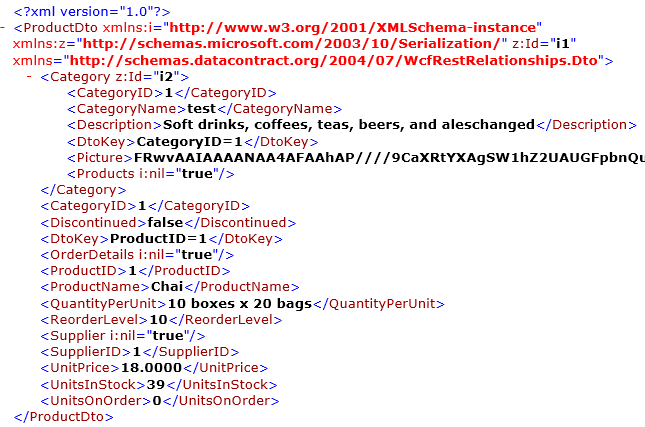 <?xml version="1.0"?>
- <ProductDto xmlns:i="http://www.w3.org/2001/XMLSchema-instance"
xmlns:z="http://schemas.microsoft.com/2003/10/Serialization/" z:Id="i1"
xmlns="http://schemas.datacontract.org/2004/07/WcfRestRelationships.Dto">
- <Category z:Id="i2">
<CategoryID>1</CategoryID>
<CategoryName>test</CategoryName>
<Description>Soft drinks, coffees, teas, beers, and aleschanged</Description>
<DtoKey>CategoryID=1</DtoKey>
<Picture>FRwvAAIAAAANAA4AFAAhAP////9CaXRtYXAgSW1hZ2UAUGFpbnQu
<Products i:nil="true"/>
</Category>
<CategoryID>1</CategoryID>
<Discontinued>false</Discontinued>
<DtoKey>ProductID=1</DtoKey>
<OrderDetails i:nil="true"/>
<ProductID>1</ProductID>
<ProductName>Chai</ProductName>
<QuantityPerUnit>10 boxes x 20 bags</QuantityPerUnit>
<ReorderLevel>10</ReorderLevel>
<Supplier i:nil="true"/>
<SupplierID>1</SupplierID>
<UnitPrice>18.0000</UnitPrice>
<UnitsInStock>39</UnitsInStock>
<UnitsOnOrder>0</UnitsOnOrder>
</ProductDto>